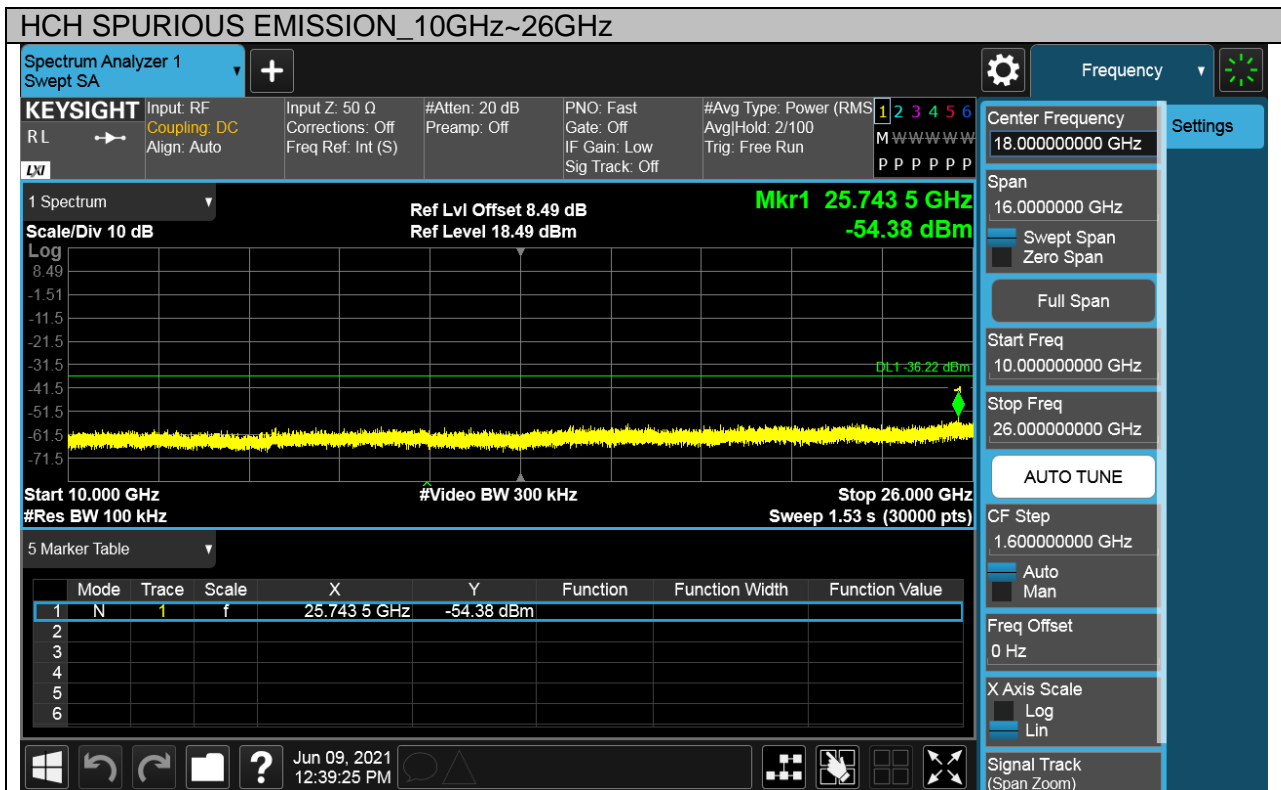 HCH SPURIOUS EMISSION_10GHz~26GHz
Spectrum Analyzer 1
Swept SA
+
Frequency
KEYSIGHT
RL
LXI
Input: RF
Coupling: DC
Align: Auto
Input Z: 50 Ω
Corrections: Off
Freq Ref: Int (S)
#Atten: 20 dB
Preamp: Off
PNO: Fast
Gate: Off
IF Gain: Low
Sig Track: Off
#Avg Type: Power (RMS
Avg|Hold: 2/100
Trig: Free Run
1 2 3 4 5 6
M W W W W W
P P P P P P
Center Frequency
18.000000000 GHz
Settings
1 Spectrum
Scale/Div 10 dB
Ref Lvl Offset 8.49 dB
Ref Level 18.49 dBm
Mkr1 25.743 5 GHz
-54.38 dBm
Log
8.49
-1.51
-11.5
-21.5
-31.5
-41.5
-51.5
-61.5
-71.5
DL1 -36.22 dBm
1
Start 10.000 GHz
#Res BW 100 kHz
#Video BW 300 kHz
Stop 26.000 GHz
Sweep 1.53 s (30000 pts)
Span
16.0000000 GHz
Swept Span
Zero Span
Full Span
Start Freq
10.000000000 GHz
Stop Freq
26.000000000 GHz
AUTO TUNE
CF Step
1.600000000 GHz
Auto
Man
Freq Offset
0 Hz
X Axis Scale
Log
Lin
Signal Track
(Span Zoom)
5 Marker Table
Mode Trace Scale X Y Function Function Width Function Value
1 N 1 f 25.743 5 GHz -54.38 dBm
2
3
4
5
6
?
Jun 09, 2021
12:39:25 PM